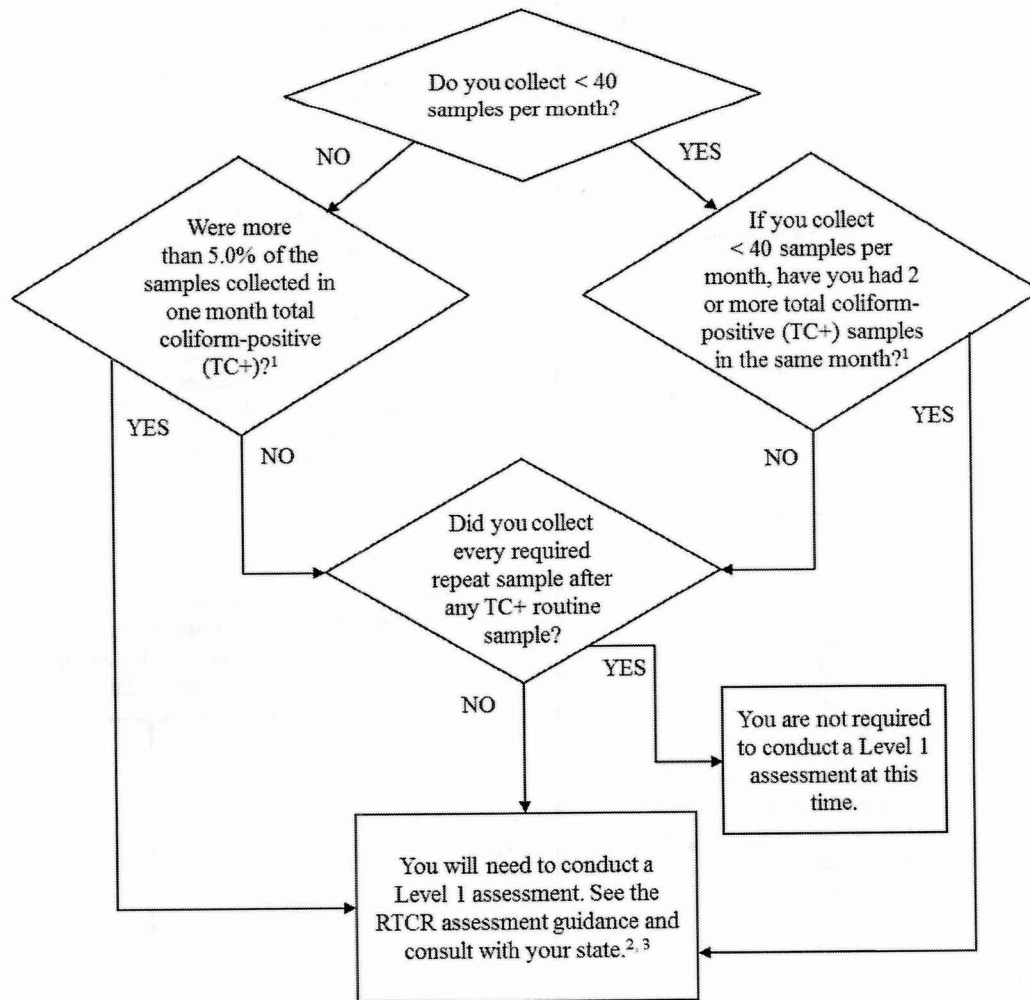 Do you collect < 40
samples per month?
NO
YES
Were more
than 5.0% of the
samples collected in
one month total
coliform-positive
(TC+)?¹
If you collect
< 40 samples per
month, have you had 2
or more total coliform-
positive (TC+) samples
in the same month?¹
YES
NO
NO
YES
Did you collect
every required
repeat sample after
any TC+ routine
sample?
NO
YES
You are not required
to conduct a Level 1
assessment at this
time.
You will need to conduct a
Level 1 assessment. See the
RTCR assessment guidance and
consult with your state.²,³